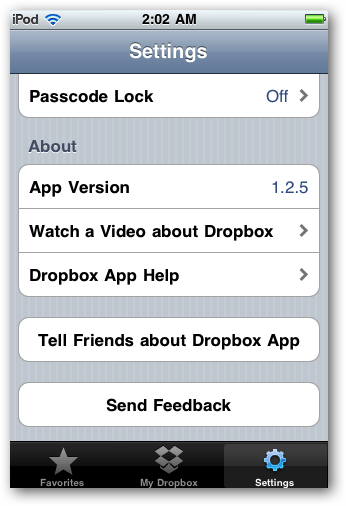 iPod 2:02 AM
Settings
Passcode Lock Off
About
App Version 1.2.5
Watch a Video about Dropbox
Dropbox App Help
Tell Friends about Dropbox App
Send Feedback
Favorites My Dropbox Settings